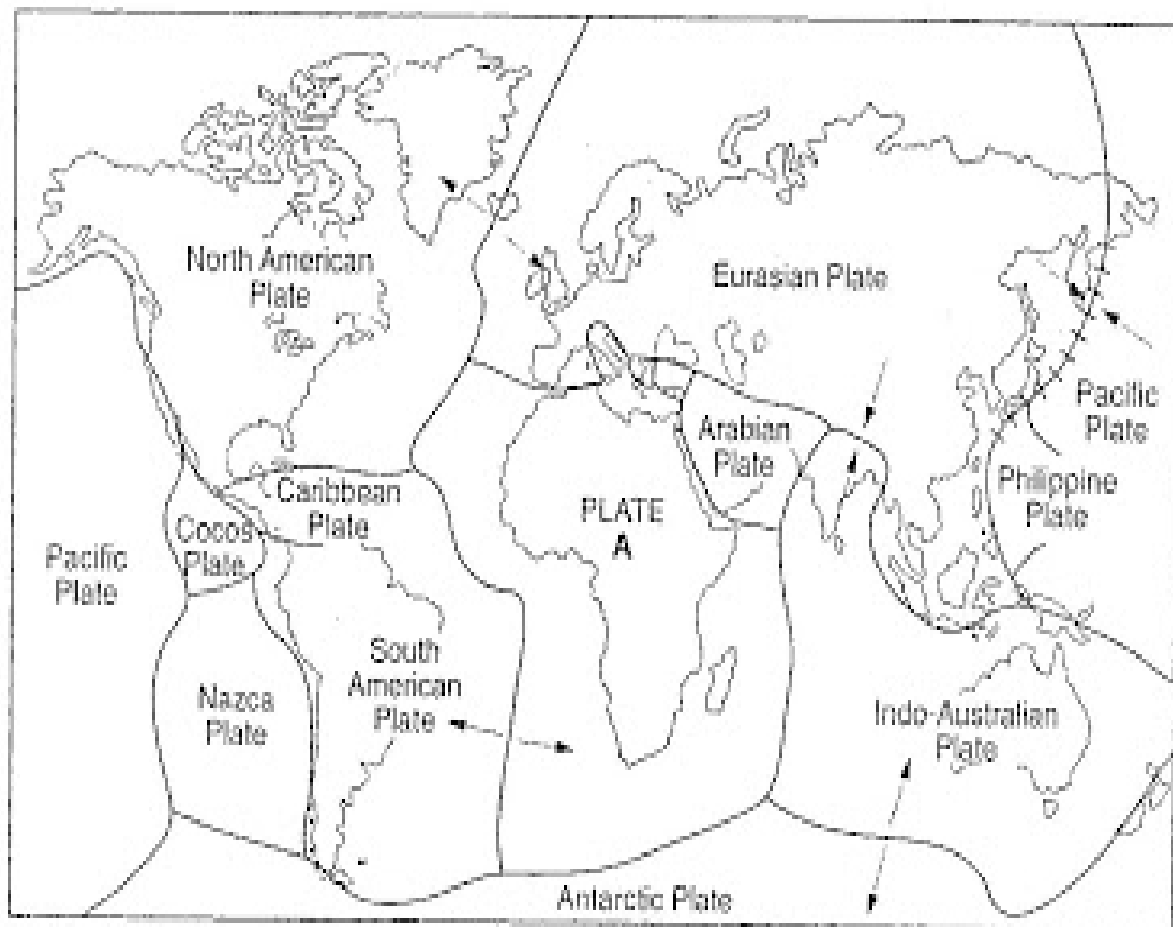 North American
Plate
Eurasian Plate
Pacific
Plate
Arabian
Plate
Philippine
Plate
Caribbean
Plate
PLATE
A
Cocos
Plate
Pacific
Plate
South
American
Plate
Nazca
Plate
Indo-Australian
Plate
Antarctic Plate